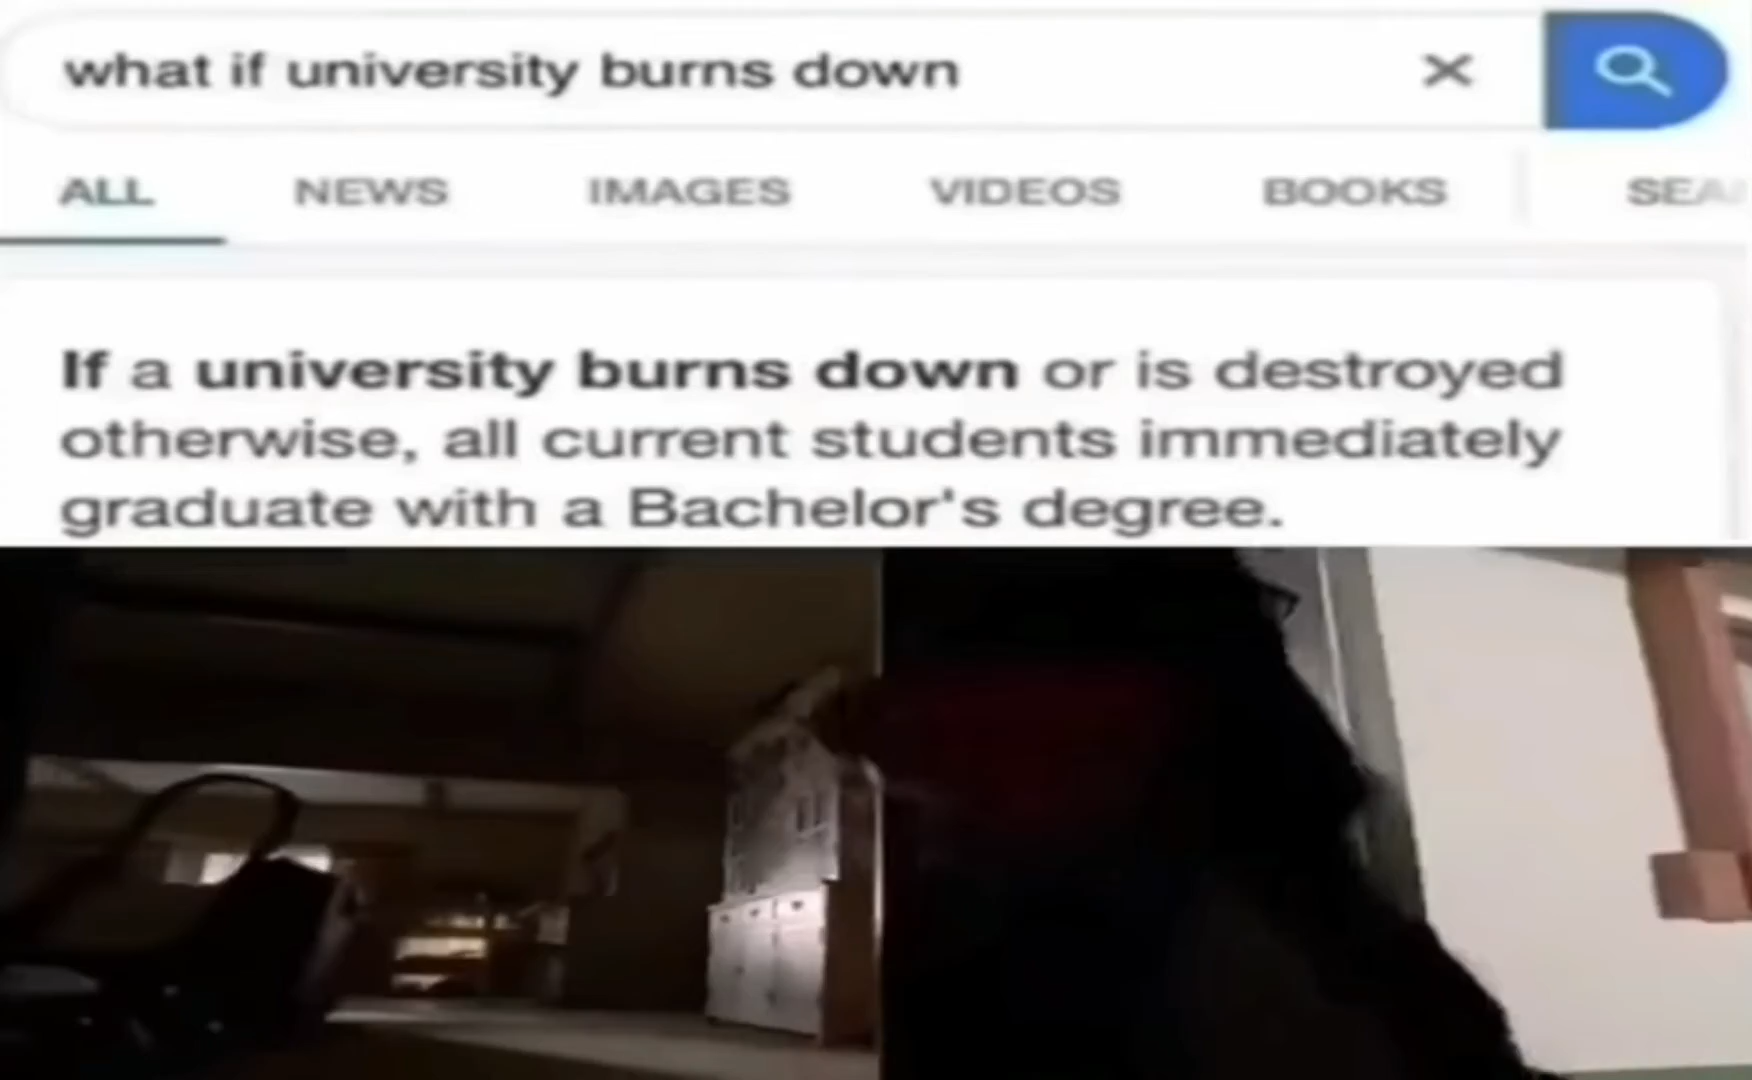 what if university burns down
ALL NEWS IMAGES VIDEOS BOOKS
If a university burns down or is destroyed
otherwise, all current students immediately
graduate with a Bachelor's degree.